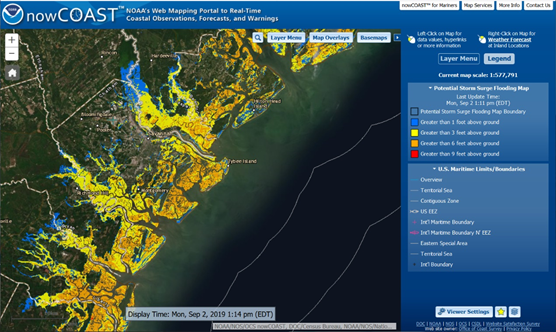 nowCOAST™
NOAA's Web Mapping Portal to Real-Time
Coastal Observations, Forecasts, and Warnings
nowCOAST™ for Mariners
Map Services
More Info
Contact Us
Layer Menu
Map Overlays
Basemaps
Left-Click on Map for
data values, hyperlinks
or more information
Right-Click on Map for
Weather Forecast
at Inland Locations
Layer Menu
Legend
Current map scale: 1:577,791
Potential Storm Surge Flooding Map
Last Update Time:
Mon, Sep 2 1:11 pm (EDT)
Potential Storm Surge Flooding Map Boundary
Greater than 1 feet above ground
Greater than 3 feet above ground
Greater than 6 feet above ground
Greater than 9 feet above ground
U.S. Maritime Limits/Boundaries
Overview
Territorial Sea
Contiguous Zone
US EEZ
Int'l Maritime Boundary
Int'l Maritime Boundary N' EEZ
Eastern Special Area
Territorial Sea
Int'l Boundary
Savannah
Tybee Island
Montgomery
Display Time: Mon, Sep 2, 2019 1:14 pm (EDT)
NOAA/NOS/OCS nowCOAST, DOC/Census Bureau, NOAA/NOS/Natio...
Viewer Settings
DOC | NOAA | NOS | OCS | CSDL | Website Satisfaction Survey
Web site owner: Office of Coast Survey | Privacy Policy